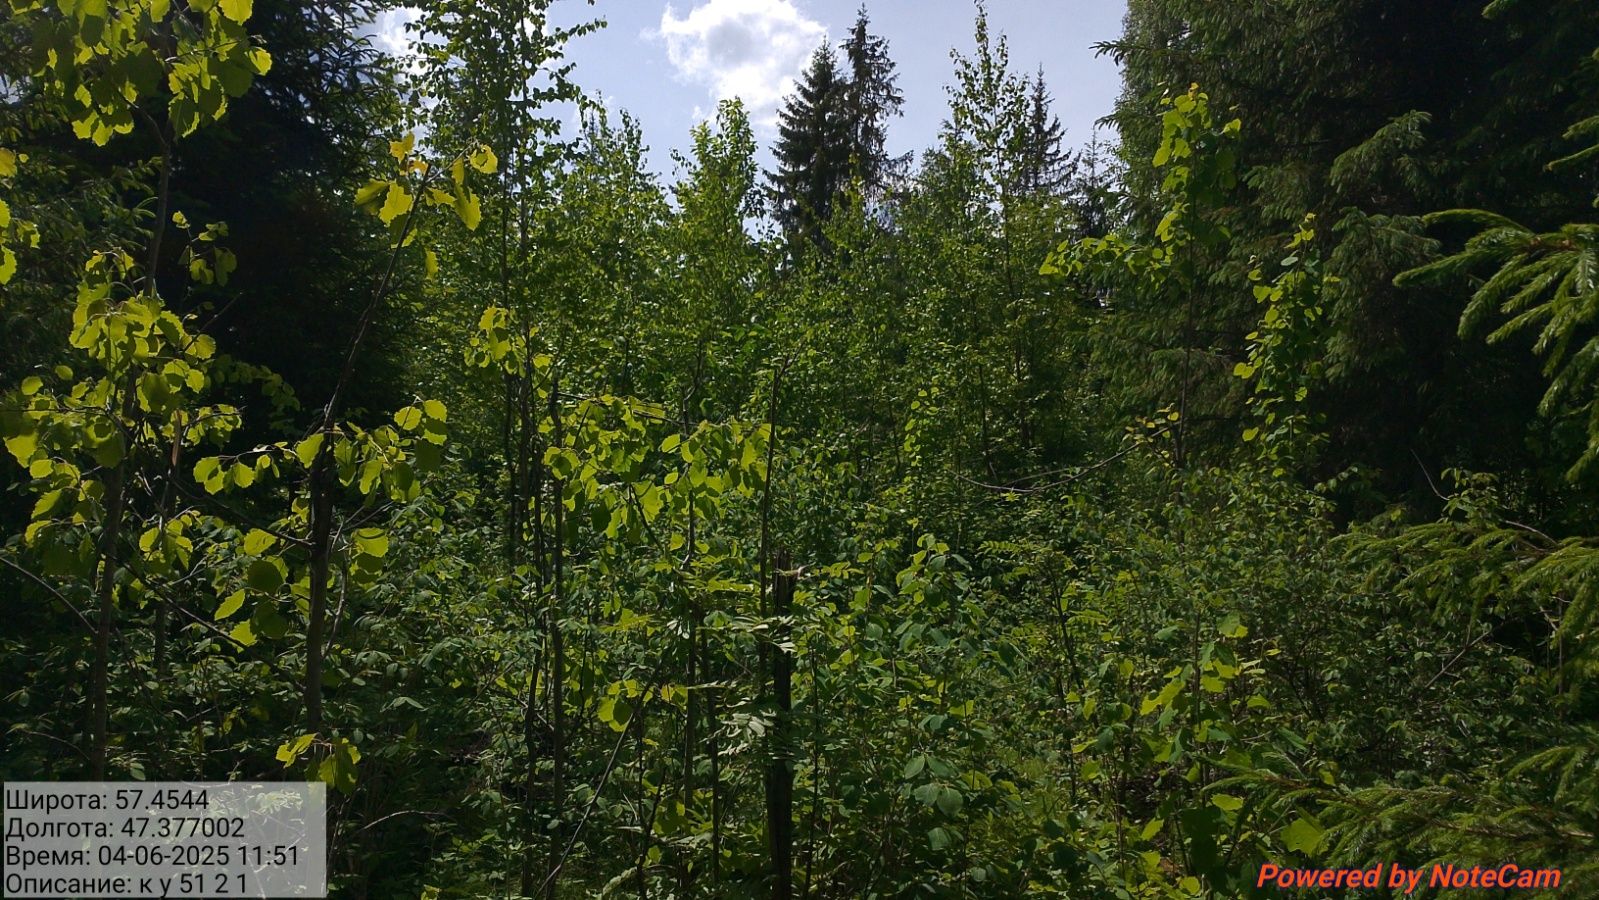 Широта: 57.4544
Долгота: 47.377002
Время: 04-06-2025 11:51
Описание: к у 51 2 1
Powered by NoteCam